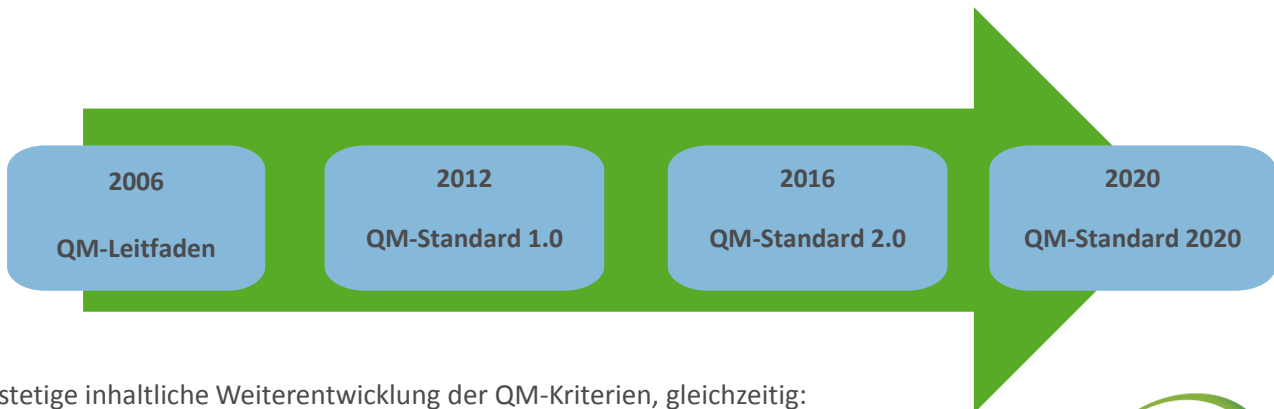 2006
QM-Leitfaden
2012
QM-Standard 1.0
2016
QM-Standard 2.0
2020
QM-Standard 2020
stetige inhaltliche Weiterentwicklung der QM-Kriterien, gleichzeitig: